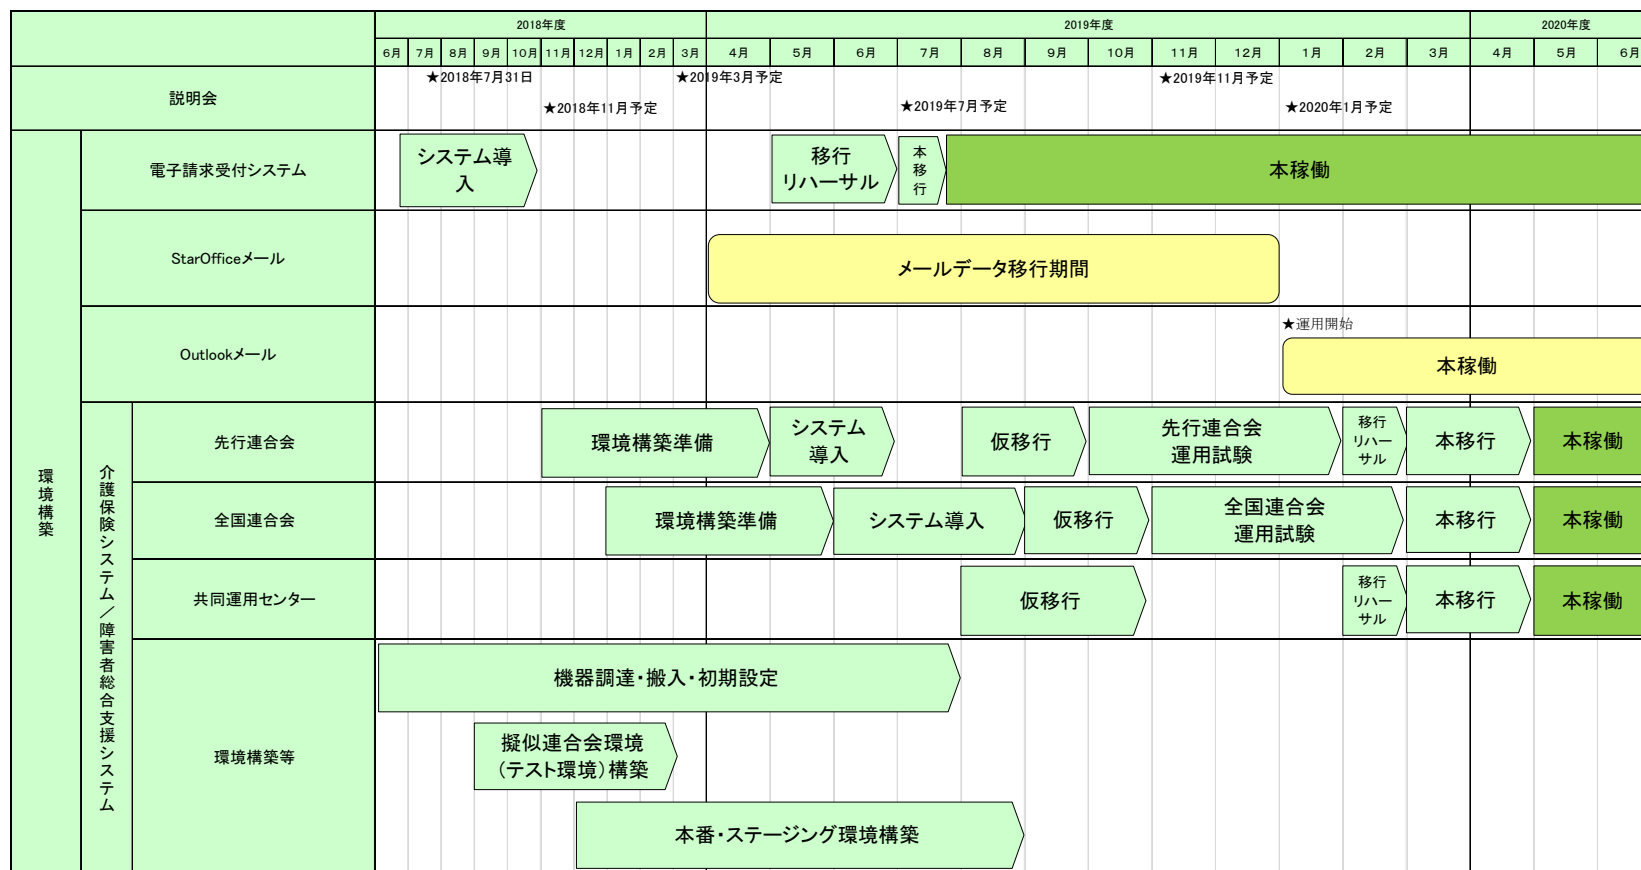 2018年度
2019年度
2020年度
6月 7月 8月 9月 10月 11月 12月 1月 2月 3月 4月 5月 6月 7月 8月 9月 10月 11月 12月 1月 2月 3月 4月 5月 6月
説明会
★2018年7月31日
★2019年3月予定
★2019年11月予定
★2018年11月予定
★2019年7月予定
★2020年1月予定
環境構築
電子請求受付システム
システム導
入
移行
リハーサル
本
移
行
本稼働
StarOfficeメール
メールデータ移行期間
Outlookメール
★運用開始
本稼働
介護保険システム／障害者総合支援システム
先行連合会
環境構築準備
システム
導入
仮移行
先行連合会
運用試験
移行
リハー
サル
本移行
本稼働
全国連合会
環境構築準備
システム導入
仮移行
全国連合会
運用試験
本移行
本稼働
共同運用センター
仮移行
移行
リハー
サル
本移行
本稼働
環境構築等
機器調達・搬入・初期設定
擬似連合会環境
（テスト環境）構築
本番・ステージング環境構築